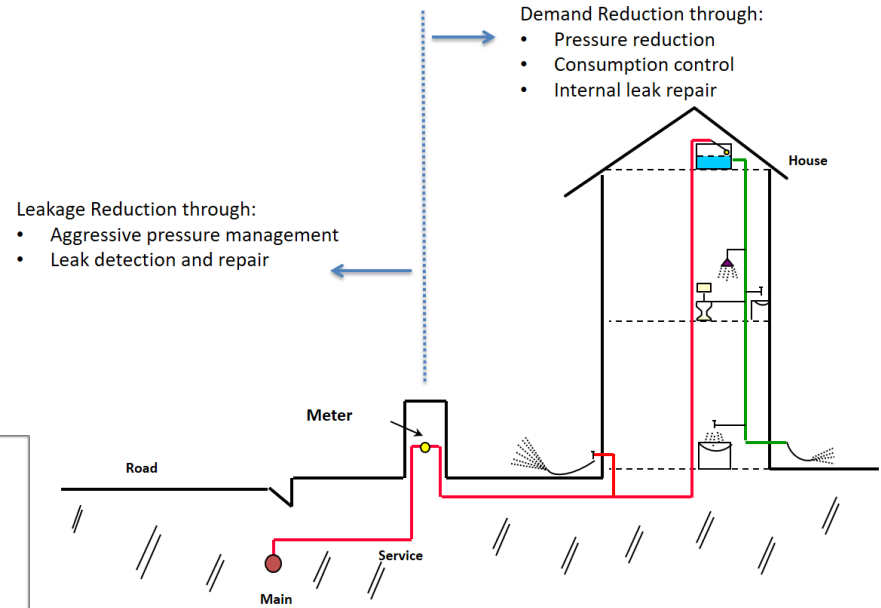 Demand Reduction through:
• Pressure reduction
• Consumption control
• Internal leak repair
House
Leakage Reduction through:
• Aggressive pressure management
• Leak detection and repair
Meter
Road
Service
Main